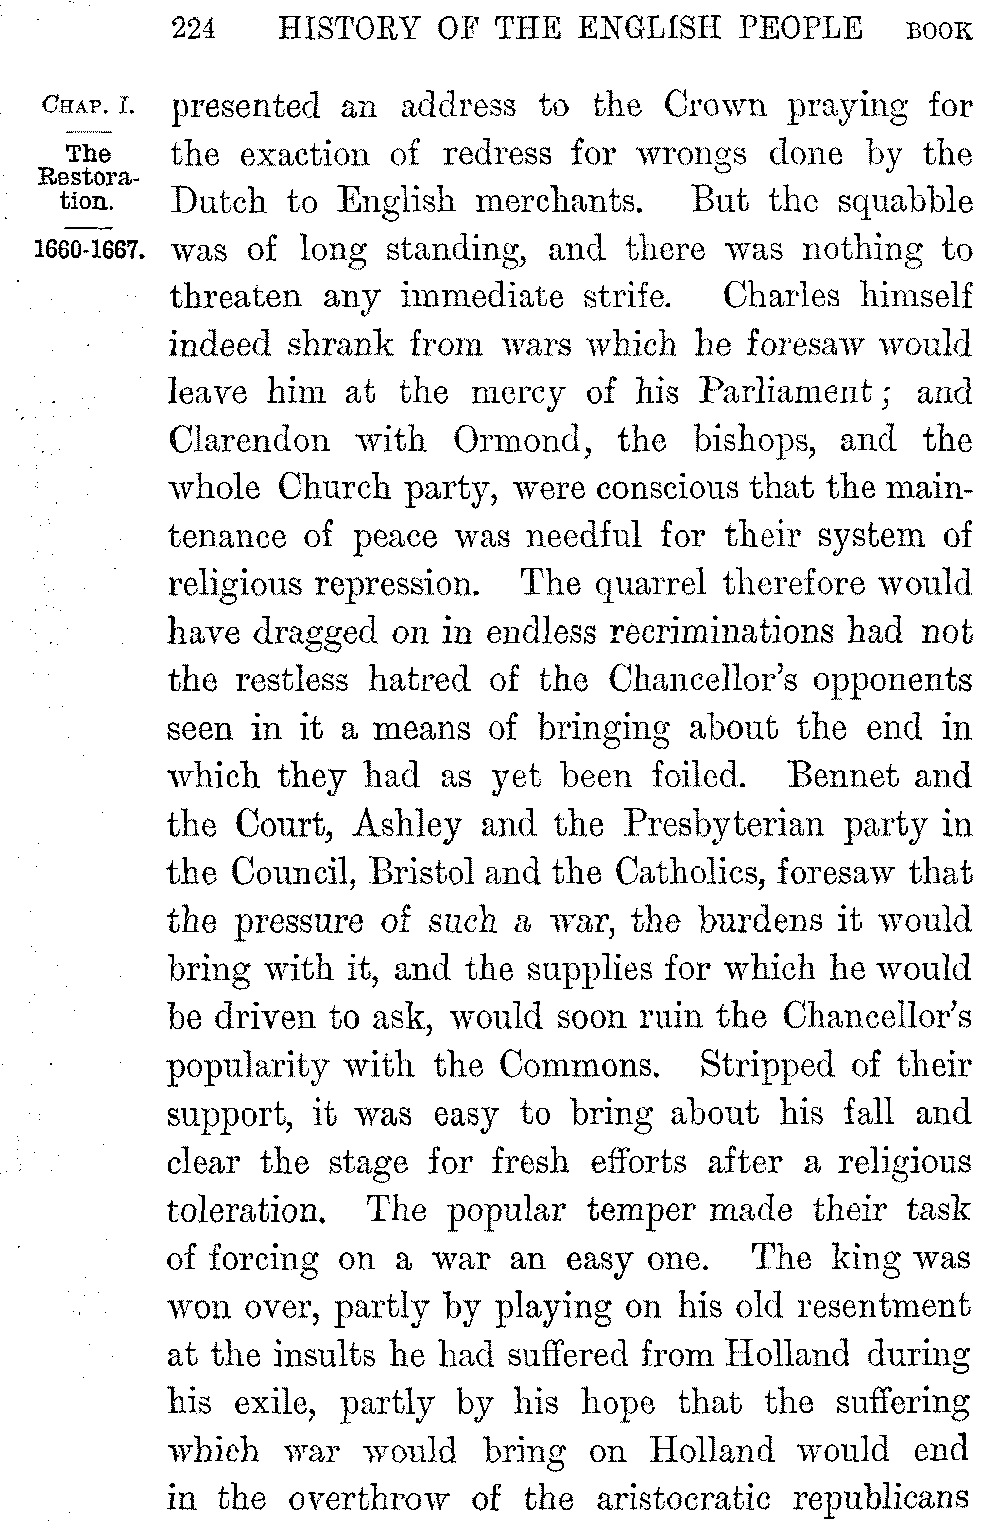 224 HISTORY OF THE ENGLISH PEOPLE BOOK
CHAP. I.
The
Restora-
tion.
1660-1667.
presented an address to the Crown praying for
the exaction of redress for wrongs done by the
Dutch to English merchants. But the squabble
was of long standing, and there was nothing to
threaten any immediate strife. Charles himself
indeed shrank from wars which he foresaw would
leave him at the mercy of his Parliament; and
Clarendon with Ormond, the bishops, and the
whole Church party, were conscious that the main-
tenance of peace was needful for their system of
religious repression. The quarrel therefore would
have dragged on in endless recriminations had not
the restless hatred of the Chancellor's opponents
seen in it a means of bringing about the end in
which they had as yet been foiled. Bennet and
the Court, Ashley and the Presbyterian party in
the Council, Bristol and the Catholics, foresaw that
the pressure of such a war, the burdens it would
bring with it, and the supplies for which he would
be driven to ask, would soon ruin the Chancellor's
popularity with the Commons. Stripped of their
support, it was easy to bring about his fall and
clear the stage for fresh efforts after a religious
toleration. The popular temper made their task
of forcing on a war an easy one. The king was
won over, partly by playing on his old resentment
at the insults he had suffered from Holland during
his exile, partly by his hope that the suffering
which war would bring on Holland would end
in the overthrow of the aristocratic republicans